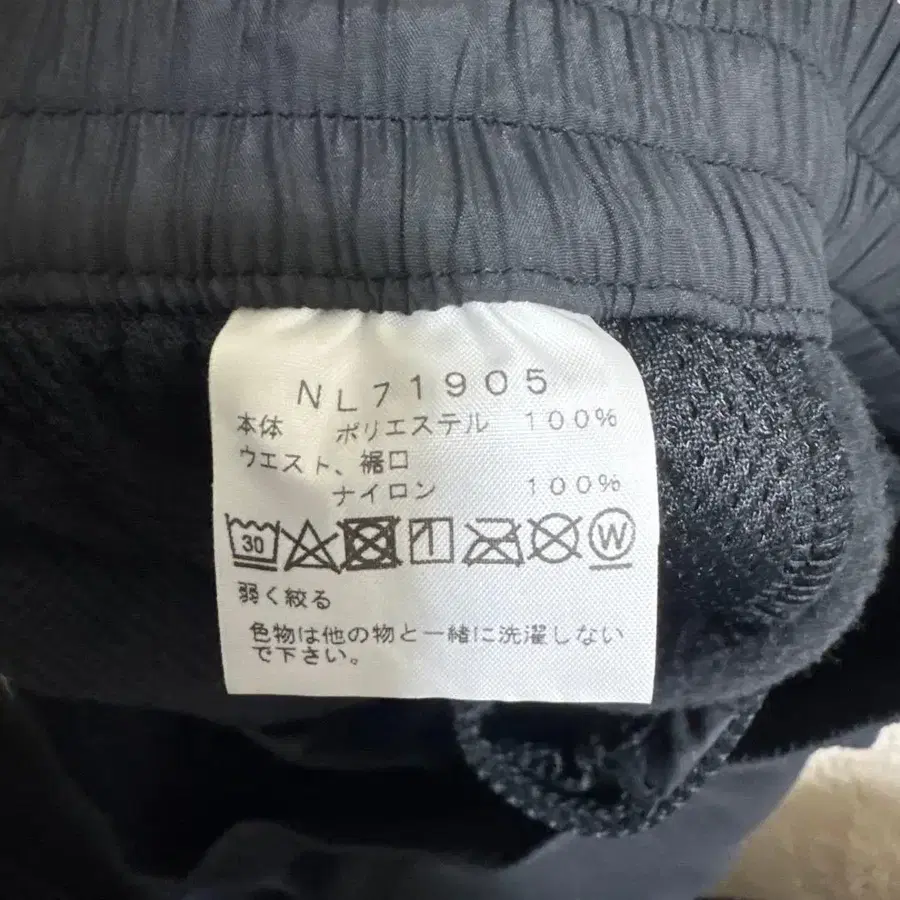 NL71905
本体 ポリエステル 100%
ウエスト、裾口
ナイロン 100%
30 W
弱く絞る
色物は他の物と一緒に洗濯しない
で下さい。